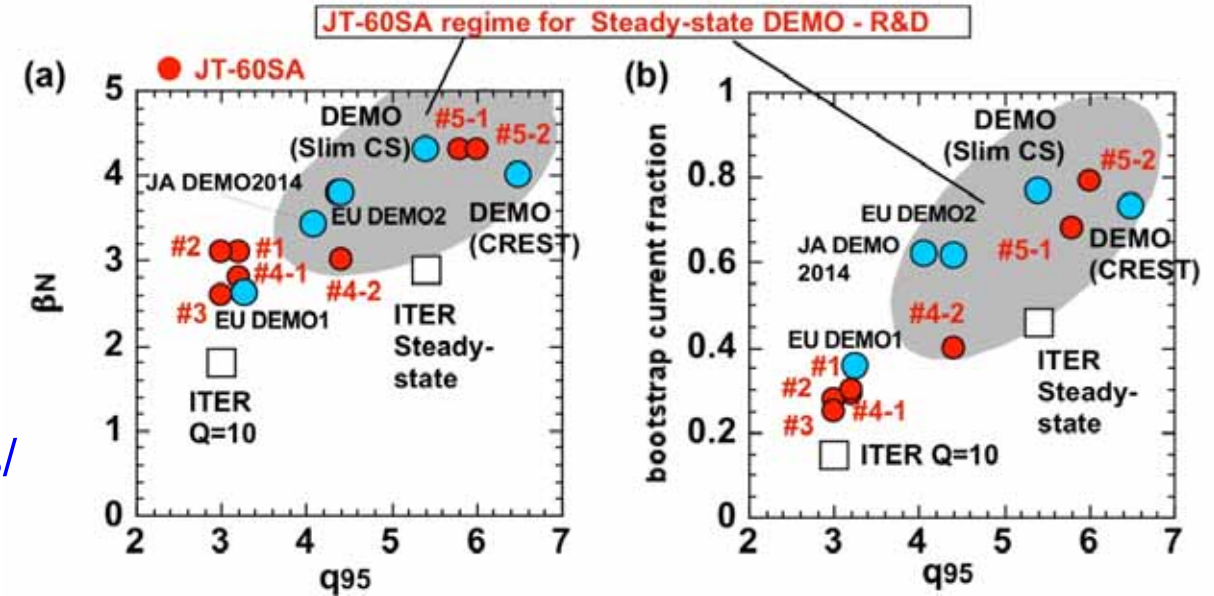 JT-60SA regime for Steady-state DEMO - R&D
(a)
JT-60SA
5
4
3
2
1
0
βN
DEMO
(Slim CS)
#5-1
#5-2
JA DEMO2014
EU DEMO2
DEMO
(CREST)
#2
#1
#4-1
#4-2
#3
EU DEMO1
ITER
Steady-
state
ITER
Q=10
2
3
4
5
6
7
q95
/
(b)
1
0.8
0.6
0.4
0.2
0
bootstrap current fraction
DEMO
(Slim CS)
#5-2
EU DEMO2
JA DEMO
2014
#5-1
DEMO
(CREST)
#4-2
EU DEMO1
#1
#2
#4-1
#3
ITER
Steady-
state
ITER Q=10
2
3
4
5
6
7
q95